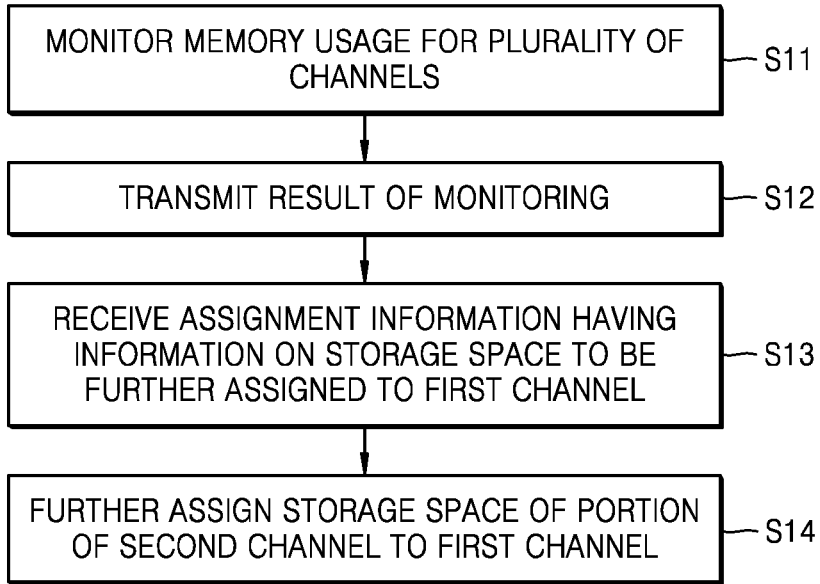 MONITOR MEMORY USAGE FOR PLURALITY OF
CHANNELS
S11
TRANSMIT RESULT OF MONITORING
S12
RECEIVE ASSIGNMENT INFORMATION HAVING
INFORMATION ON STORAGE SPACE TO BE
FURTHER ASSIGNED TO FIRST CHANNEL
S13
FURTHER ASSIGN STORAGE SPACE OF PORTION
OF SECOND CHANNEL TO FIRST CHANNEL
S14